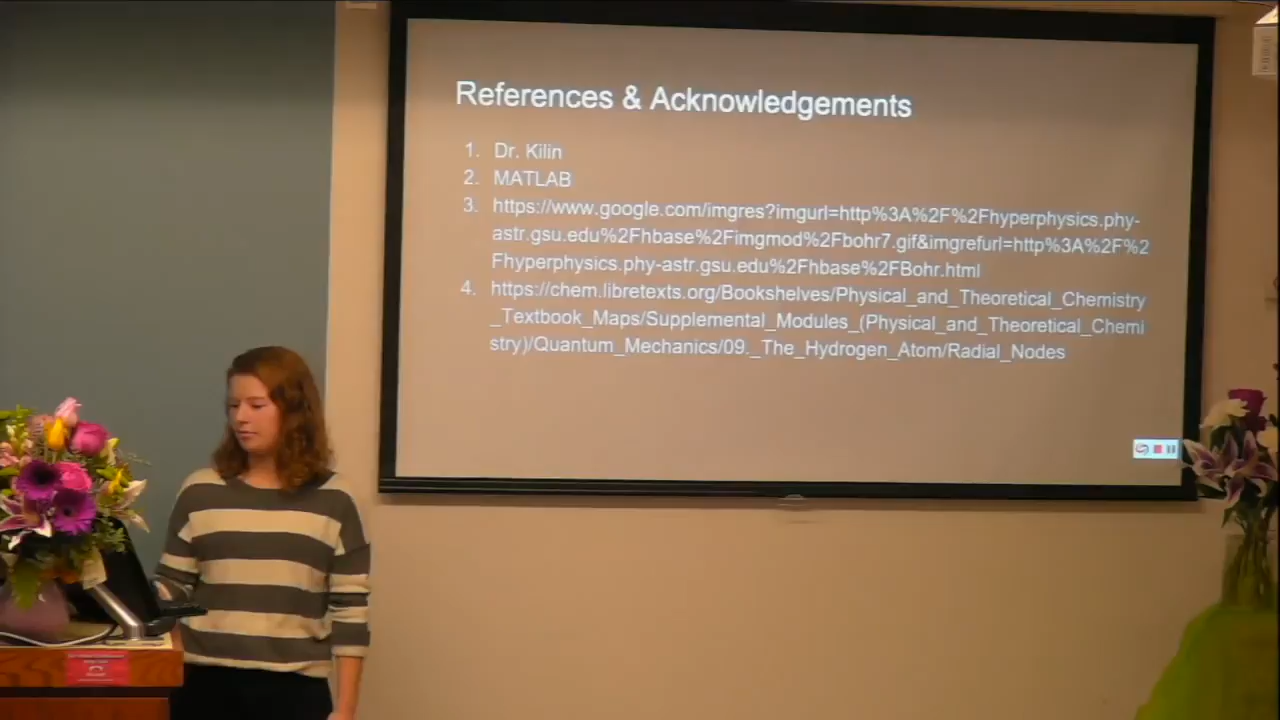 References & Acknowledgements
1. Dr. Kilin
2. MATLAB
3. https://www.google.com/imgres?imgurl=http%3A%2F%2Fhyperphysics.phy-
astr.gsu.edu%2Fhbase%2Fimgmod%2Fbohr7.gif&imgrefurl=http%3A%2F%2
Fhyperphysics.phy-astr.gsu.edu%2Fhbase%2FBohr.html
4. https://chem.libretexts.org/Bookshelves/Physical_and_Theoretical_Chemistry
_Textbook_Maps/Supplemental_Modules_(Physical_and_Theoretical_Chemi
stry)/Quantum_Mechanics/09._The_Hydrogen_Atom/Radial_Nodes